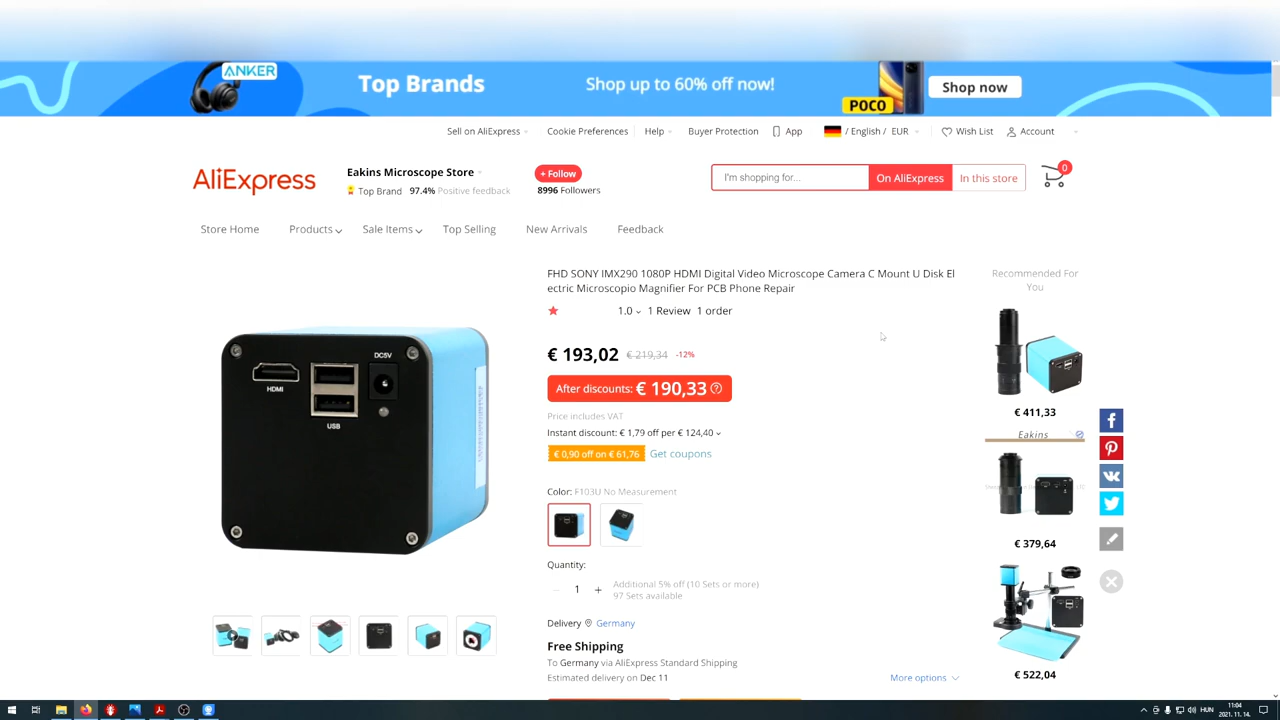 ANKER
Top Brands
Shop up to 60% off now!
POCO
Shop now
Sell on AliExpress
Cookie Preferences
Help
Buyer Protection
App
/ English / EUR
Wish List
Account
AliExpress
Eakins Microscope Store
Top Brand 97.4% Positive feedback
+ Follow
8996 Followers
I'm shopping for...
On AliExpress
In this store
0
Store Home
Products
Sale Items
Top Selling
New Arrivals
Feedback
FHD SONY IMX290 1080P HDMI Digital Video Microscope Camera C Mount U Disk El
ectric Microscopio Magnifier For PCB Phone Repair
1.0 1 Review 1 order
€ 193,02 € 219,34 -12%
After discounts: € 190,33
Price includes VAT
Instant discount: € 1,79 off per € 124,40
€ 0,90 off on € 61,76 Get coupons
Color: F103U No Measurement
Quantity:
1
Additional 5% off (10 Sets or more)
97 Sets available
Delivery Germany
Free Shipping
To Germany via AliExpress Standard Shipping
Estimated delivery on Dec 11
More options
HDMI
USB
DC5V
Recommended For
You
€ 411,33
Eakins
€ 379,64
€ 522,04
HUN
11:04
2021. 11. 14.